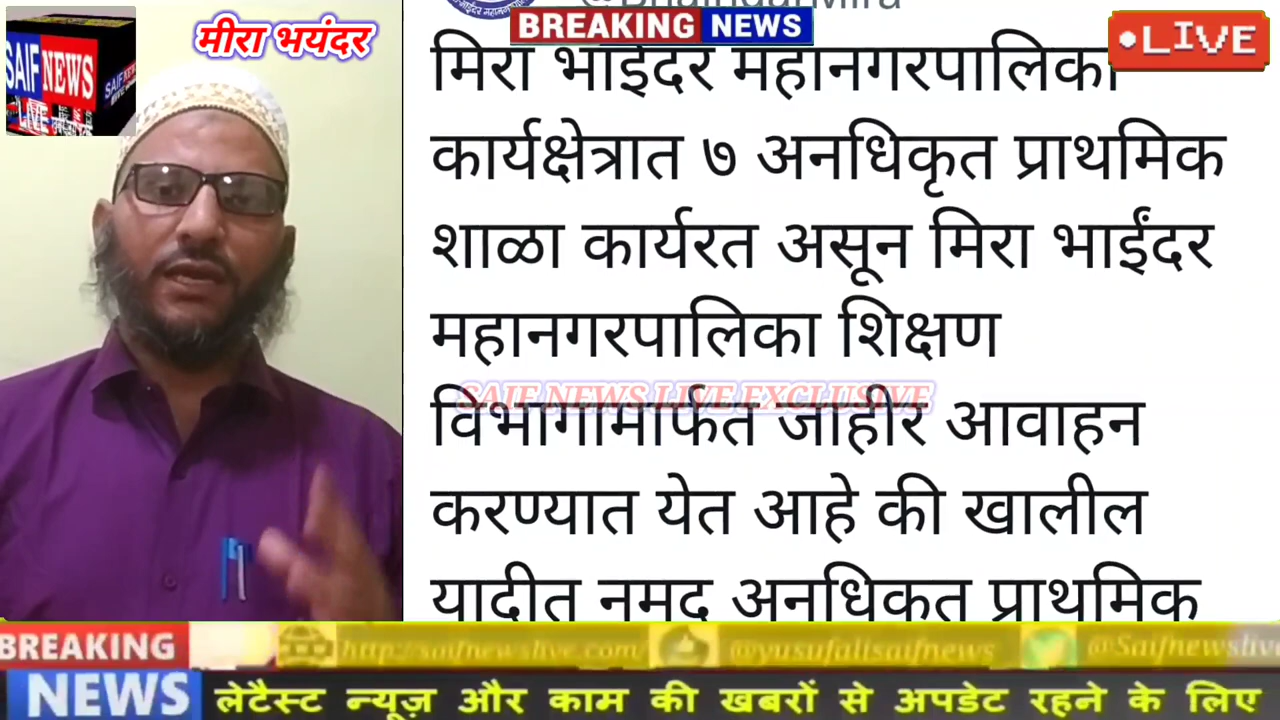 @BhaindarMira
BREAKING NEWS
LIVE
SAIF NEWS
LIVE
मीरा भयंदर
मिरा भाईंदर महानगरपालिका
कार्यक्षेत्रात ७ अनधिकृत प्राथमिक
शाळा कार्यरत असून मिरा भाईंदर
महानगरपालिका शिक्षण
SAIF NEWS LIVE EXCLUSIVE
विभागामार्फत जाहीर आवाहन
करण्यात येत आहे की खालील
यादीत नमूद अनधिकृत प्राथमिक
BREAKING
NEWS
http://saifnewslive.com @yusufalisaifnews @Saifnewslive
लेटैस्ट न्यूज़ और काम की खबरों से अपडेट रहने के लिए